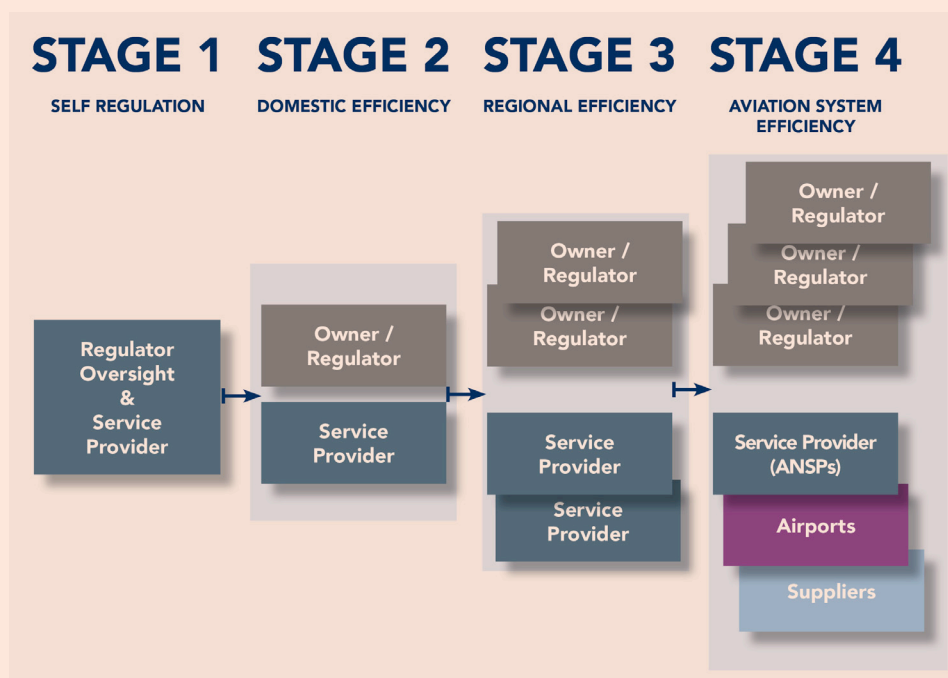 STAGE 1
SELF REGULATION
Regulator
Oversight
&
Service
Provider
STAGE 2
DOMESTIC EFFICIENCY
Owner /
Regulator
Service
Provider
STAGE 3
REGIONAL EFFICIENCY
Owner /
Regulator
Owner /
Regulator
Service
Provider
Service
Provider
STAGE 4
AVIATION SYSTEM
EFFICIENCY
Owner /
Regulator
Owner /
Regulator
Owner /
Regulator
Service Provider
(ANSPs)
Airports
Suppliers